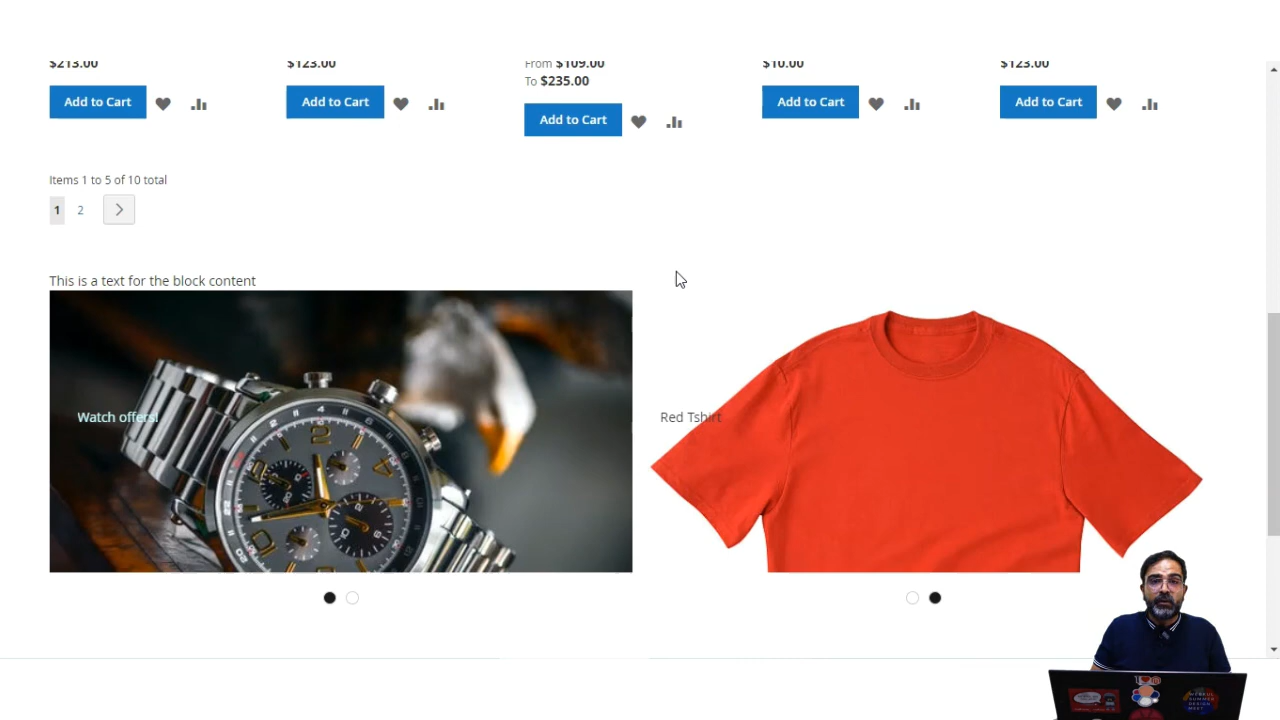 $213.00
$123.00
From $109.00
To $235.00
$10.00
$123.00
Add to Cart
Add to Cart
Add to Cart
Add to Cart
Add to Cart
Items 1 to 5 of 10 total
1 2
This is a text for the block content
Watch offers!
Red Tshirt